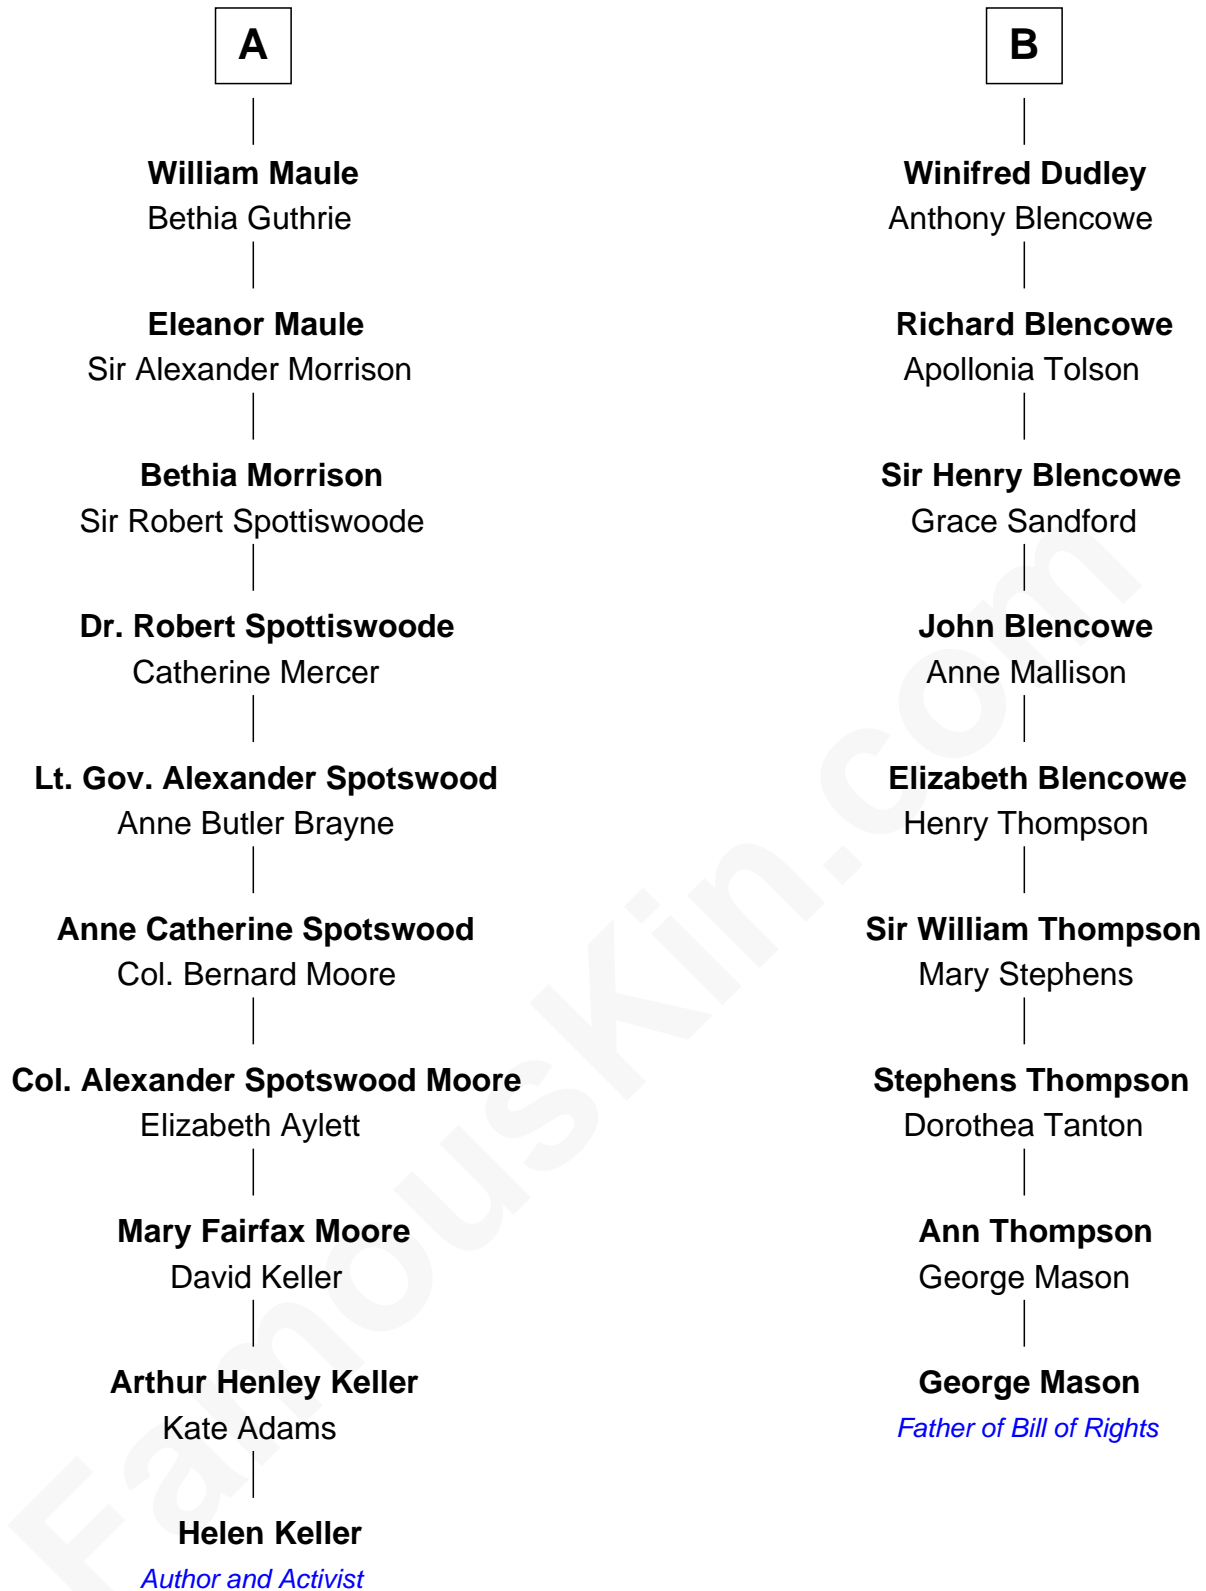 A
William Maule
Bethia Guthrie
Eleanor Maule
Sir Alexander Morrison
Bethia Morrison
Sir Robert Spottiswoode
Dr. Robert Spottiswoode
Catherine Mercer
Lt. Gov. Alexander Spotswood
Anne Butler Brayne
Anne Catherine Spotswood
Col. Bernard Moore
Col. Alexander Spotswood Moore
Elizabeth Aylett
Mary Fairfax Moore
David Keller
Arthur Henley Keller
Kate Adams
Helen Keller
Author and Activist
B
Winifred Dudley
Anthony Blencowe
Richard Blencowe
Apollonia Tolson
Sir Henry Blencowe
Grace Sandford
John Blencowe
Anne Mallison
Elizabeth Blencowe
Henry Thompson
Sir William Thompson
Mary Stephens
Stephens Thompson
Dorothea Tanton
Ann Thompson
George Mason
George Mason
Father of Bill of Rights
FamousKin.com